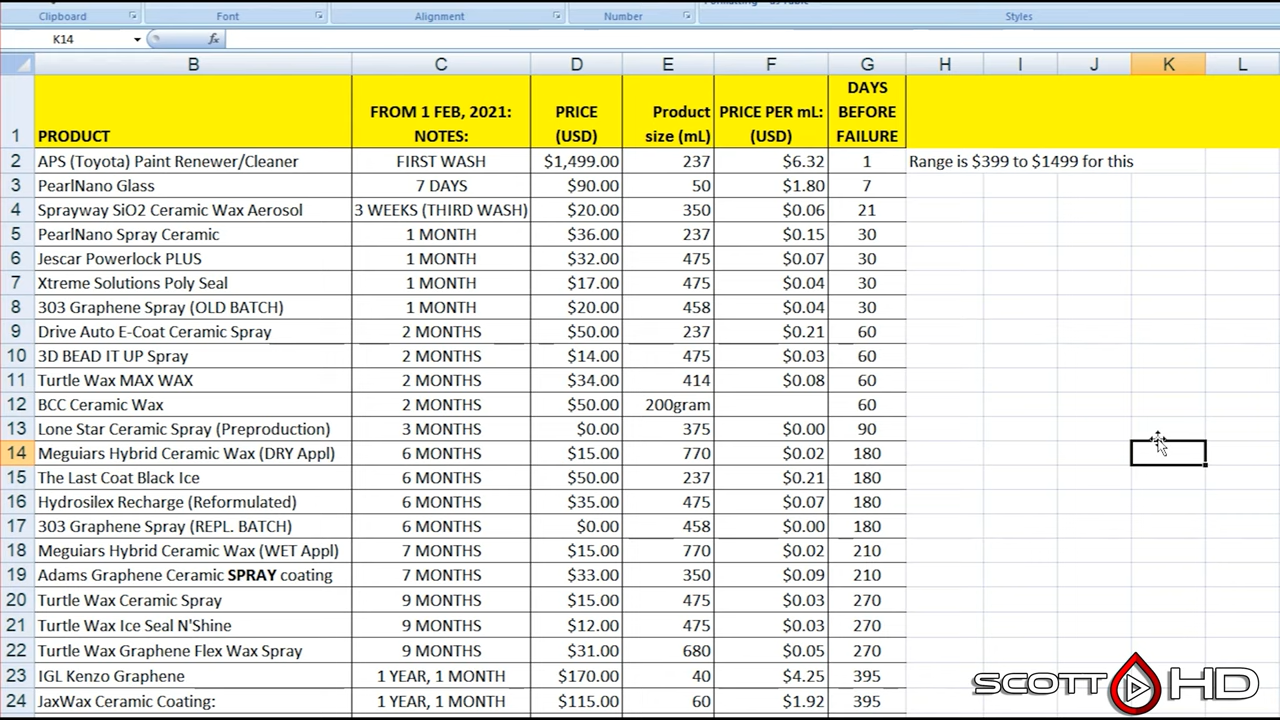 Clipboard Font Alignment Number Styles
K14 fx
B C D E F G H I J K L
1 PRODUCT FROM 1 FEB, 2021: NOTES: PRICE (USD) Product size (mL) PRICE PER mL: (USD) DAYS BEFORE FAILURE
2 APS (Toyota) Paint Renewer/Cleaner FIRST WASH $1,499.00 237 $6.32 1 Range is $399 to $1499 for this
3 PearlNano Glass 7 DAYS $90.00 50 $1.80 7
4 Sprayway SiO2 Ceramic Wax Aerosol 3 WEEKS (THIRD WASH) $20.00 350 $0.06 21
5 PearlNano Spray Ceramic 1 MONTH $36.00 237 $0.15 30
6 Jescar Powerlock PLUS 1 MONTH $32.00 475 $0.07 30
7 Xtreme Solutions Poly Seal 1 MONTH $17.00 475 $0.04 30
8 303 Graphene Spray (OLD BATCH) 1 MONTH $20.00 458 $0.04 30
9 Drive Auto E-Coat Ceramic Spray 2 MONTHS $50.00 237 $0.21 60
10 3D BEAD IT UP Spray 2 MONTHS $14.00 475 $0.03 60
11 Turtle Wax MAX WAX 2 MONTHS $34.00 414 $0.08 60
12 BCC Ceramic Wax 2 MONTHS $50.00 200gram 60
13 Lone Star Ceramic Spray (Preproduction) 3 MONTHS $0.00 375 $0.00 90
14 Meguiars Hybrid Ceramic Wax (DRY Appl) 6 MONTHS $15.00 770 $0.02 180
15 The Last Coat Black Ice 6 MONTHS $50.00 237 $0.21 180
16 Hydrosilex Recharge (Reformulated) 6 MONTHS $35.00 475 $0.07 180
17 303 Graphene Spray (REPL. BATCH) 6 MONTHS $0.00 458 $0.00 180
18 Meguiars Hybrid Ceramic Wax (WET Appl) 7 MONTHS $15.00 770 $0.02 210
19 Adams Graphene Ceramic SPRAY coating 7 MONTHS $33.00 350 $0.09 210
20 Turtle Wax Ceramic Spray 9 MONTHS $15.00 475 $0.03 270
21 Turtle Wax Ice Seal N'Shine 9 MONTHS $12.00 475 $0.03 270
22 Turtle Wax Graphene Flex Wax Spray 9 MONTHS $31.00 680 $0.05 270
23 IGL Kenzo Graphene 1 YEAR, 1 MONTH $170.00 40 $4.25 395
24 JaxWax Ceramic Coating: 1 YEAR, 1 MONTH $115.00 60 $1.92 395
SCOTT HD